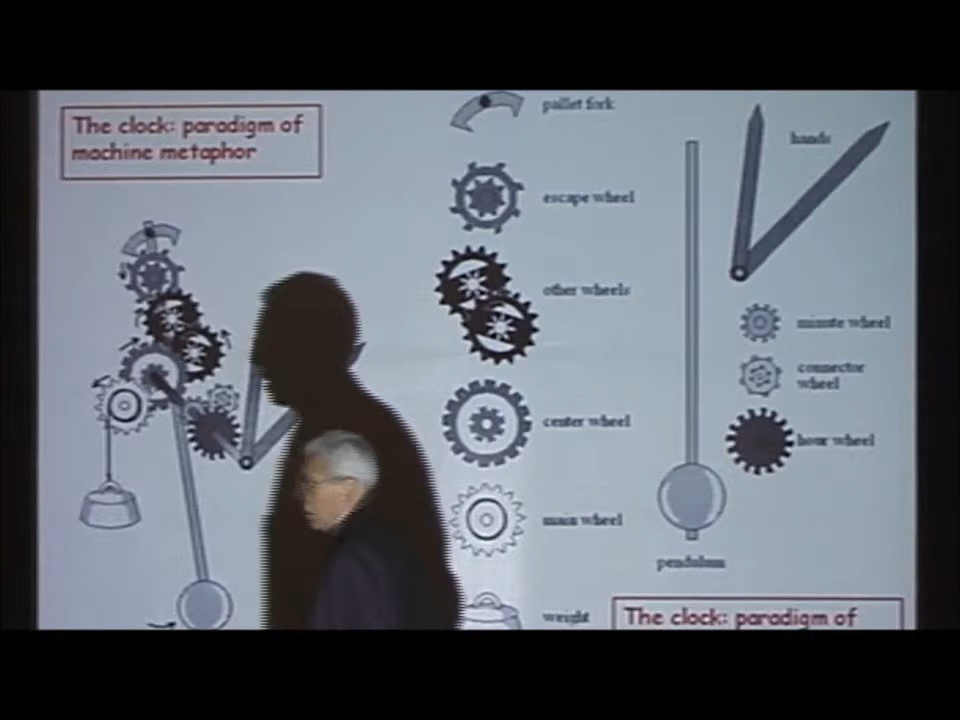 The clock: paradigm of
machine metaphor
pallet fork
hands
escape wheel
other wheels
minute wheel
connector
wheel
center wheel
hour wheel
main wheel
pendulum
weight
The clock: paradigm of